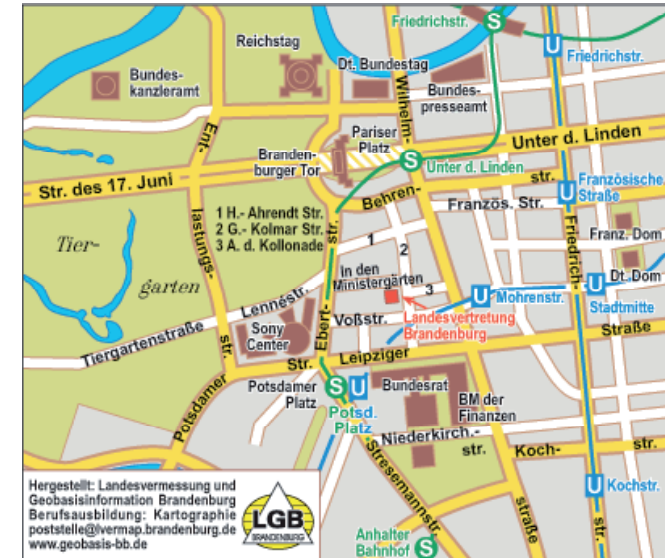 S
Friedrichstr.
U
Friedrichstr.
Reichstag
Dt. Bundestag
Bundes-
kanzleramt
Bundes-
presseamt
Ent-
lastungs-
str.
Wilhelm-
straße
Pariser
Platz
Branden-
burger Tor
S
Unter d. Linden
Unter d. Linden
Str. des 17. Juni
Behren-
str.
U
Französische
Straße
Französ. Str.
1 H.- Ahrendt Str.
2 G.- Kolmar Str.
3 A. d. Kollonade
1
2
3
Franz. Dom
Dt. Dom
Friedrich-
str.
Tier-
garten
In den
Ministergärten
Lennéstr.
Ebert-
str.
Landesvertretung
Brandenburg
U
Mohrenstr.
U
Stadtmitte
Voßstr.
Sony
Center
Tiergartenstraße
Leipziger
Straße
Potsdamer
Str.
Potsdamer
Platz
S
U
Potsd.
Platz
Bundesrat
BM der
Finanzen
Niederkirch.-
str.
Koch-
str.
U
Kochstr.
Stresemannstr.
Anhalter
Bahnhof
S
Hergestellt: Landesvermessung und
Geobasisinformation Brandenburg
Berufsausbildung: Kartographie
poststelle@lvermap.brandenburg.de
www.geobasis-bb.de
LGB
BRANDENBURG